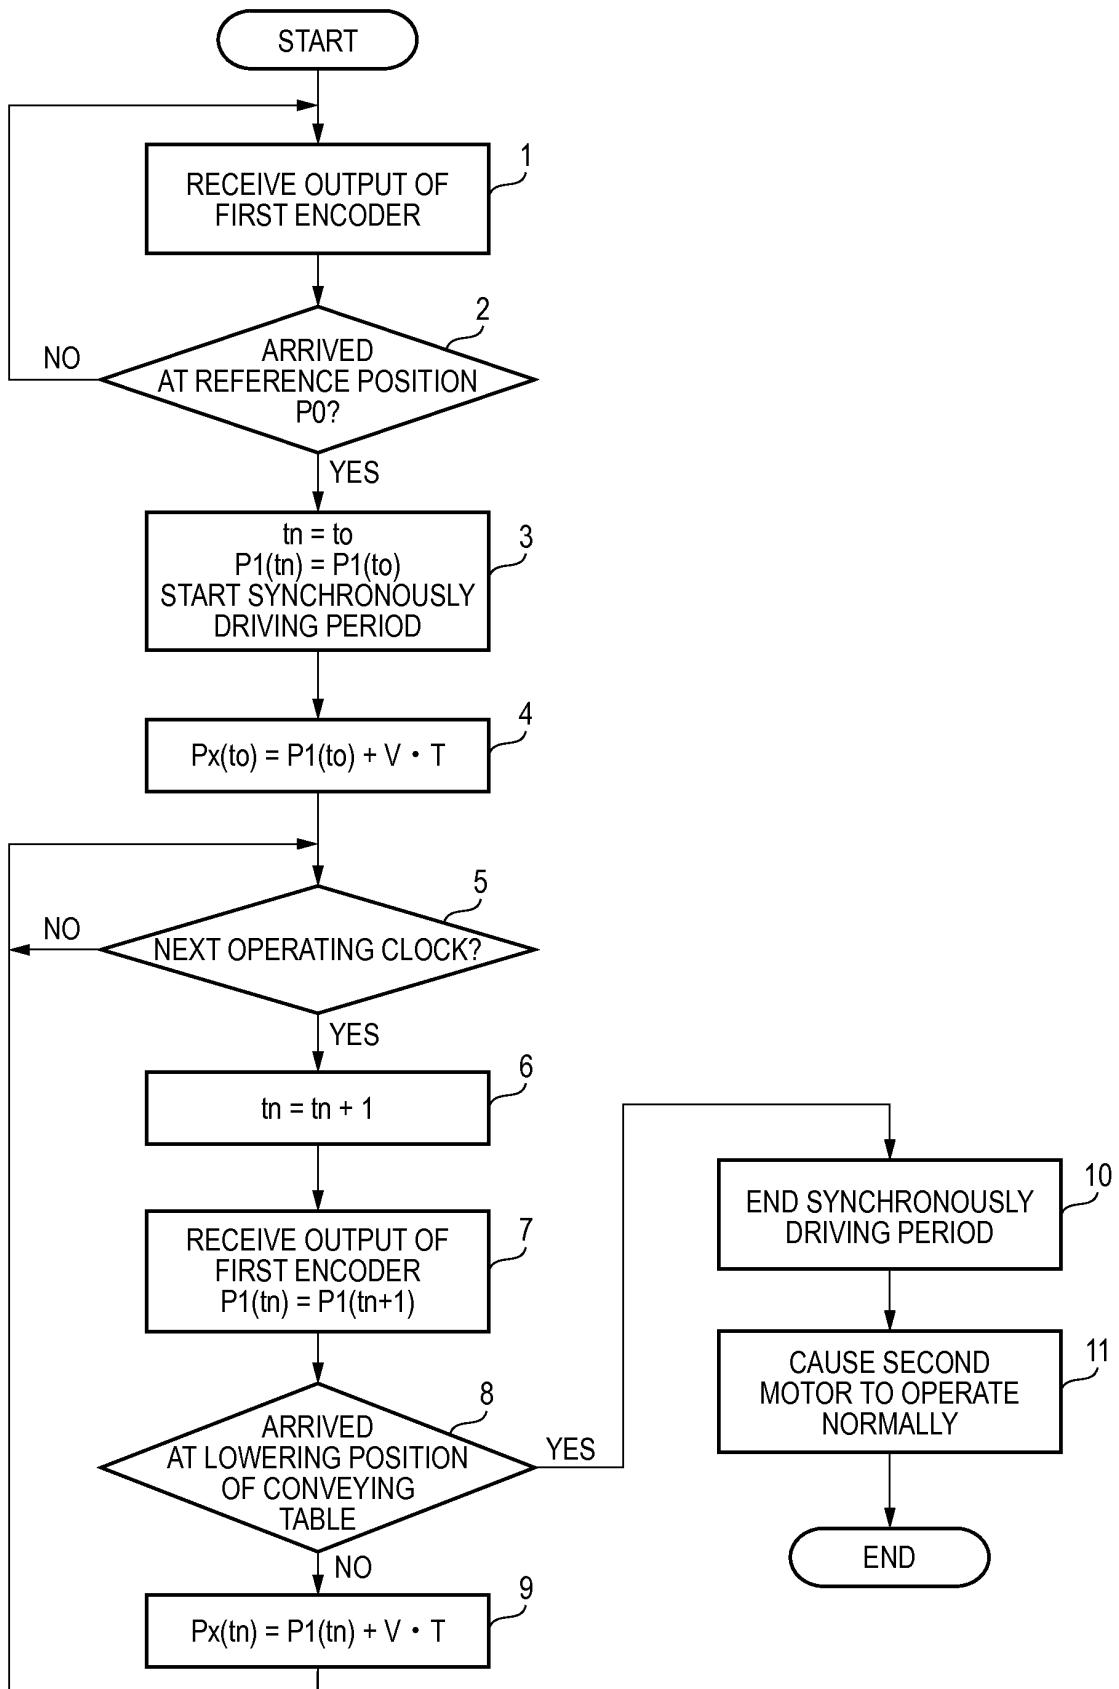 START
1
RECEIVE OUTPUT OF
FIRST ENCODER
2
ARRIVED
AT REFERENCE POSITION
P0?
NO
YES
3
tn = to
P1(tn) = P1(to)
START SYNCHRONOUSLY
DRIVING PERIOD
4
Px(to) = P1(to) + V・T
5
NEXT OPERATING CLOCK?
NO
YES
6
tn = tn + 1
7
RECEIVE OUTPUT OF
FIRST ENCODER
P1(tn) = P1(tn+1)
8
ARRIVED
AT LOWERING POSITION
OF CONVEYING
TABLE
YES
NO
9
Px(tn) = P1(tn) + V・T
10
END SYNCHRONOUSLY
DRIVING PERIOD
11
CAUSE SECOND
MOTOR TO OPERATE
NORMALLY
END